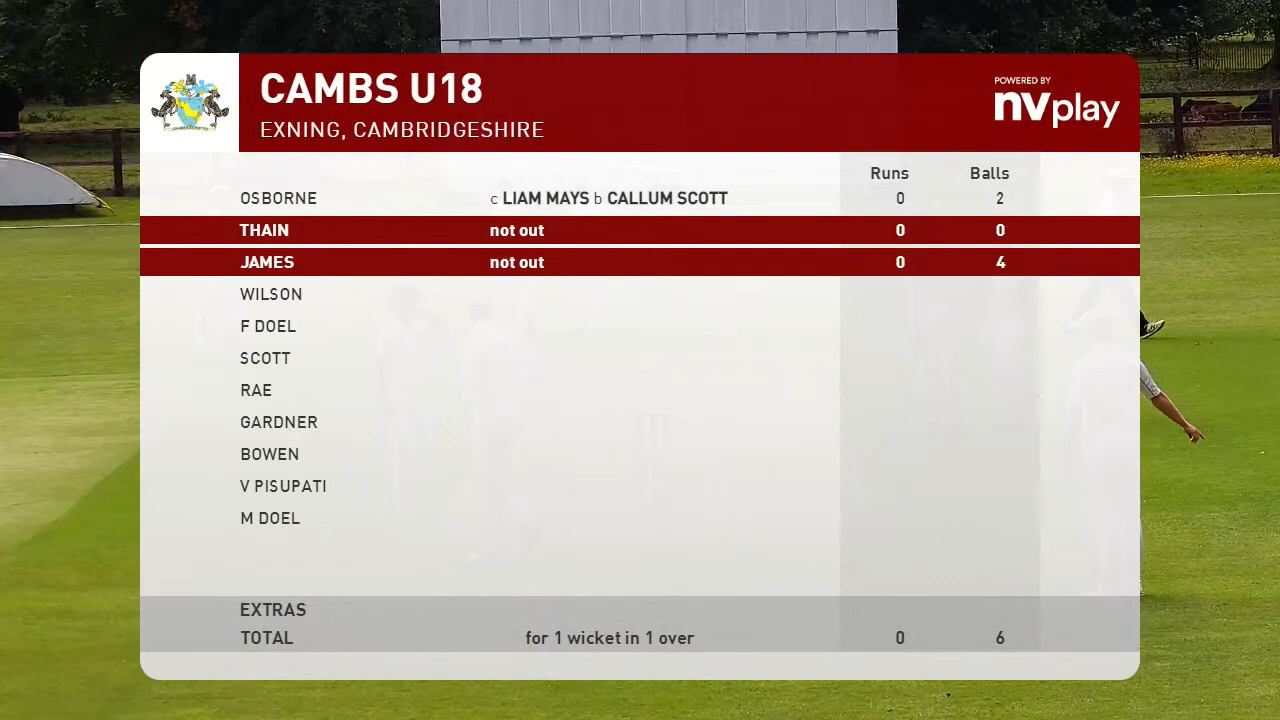 CAMBS U18
EXNING, CAMBRIDGESHIRE
POWERED BY
nvplay
Runs Balls
OSBORNE c LIAM MAYS b CALLUM SCOTT 0 2
THAIN not out 0 0
JAMES not out 0 4
WILSON
F DOEL
SCOTT
RAE
GARDNER
BOWEN
V PISUPATI
M DOEL
EXTRAS
TOTAL for 1 wicket in 1 over 0 6